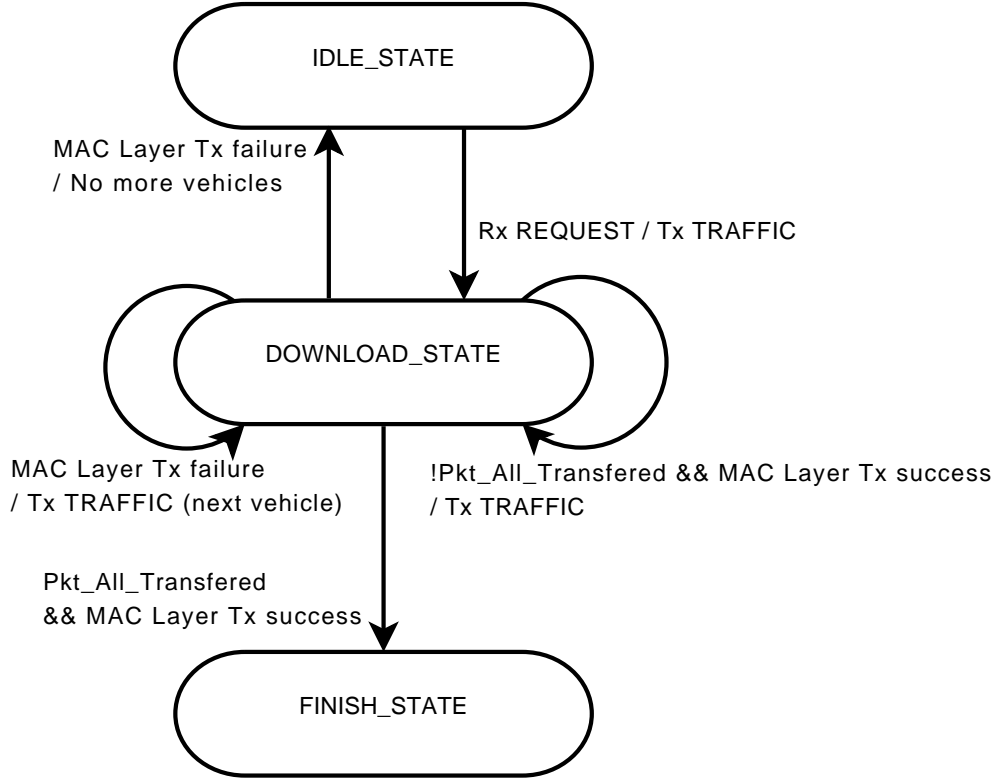 IDLE_STATE
MAC Layer Tx failure
/ No more vehicles
Rx REQUEST / Tx TRAFFIC
DOWNLOAD_STATE
MAC Layer Tx failure
/ Tx TRAFFIC (next vehicle)
!Pkt_All_Transfered && MAC Layer Tx success
/ Tx TRAFFIC
Pkt_All_Transfered
&& MAC Layer Tx success
FINISH_STATE